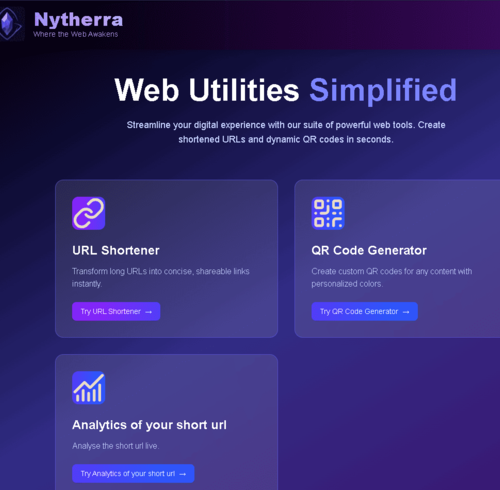 Nytherra
Where the Web Awakens
Web Utilities Simplified
Streamline your digital experience with our suite of powerful web tools. Create
shortened URLs and dynamic QR codes in seconds.
URL Shortener
Transform long URLs into concise, shareable links
instantly.
Try URL Shortener →
QR Code Generator
Create custom QR codes for any content with
personalized colors.
Try QR Code Generator →
Analytics of your short url
Analyse the short url live.
Try Analytics of your short url →